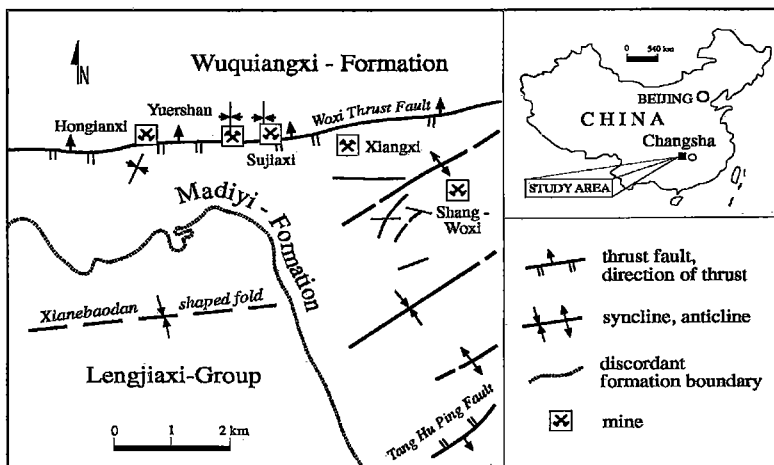 N
Wuquiangxi - Formation
Yuershan
Woxi Thrust Fault
Hongianxi
Sujiaxi
Xiangxi
Shang -
Woxi
Madiyi - Formation
Xianebaodan shaped fold
Lengjiaxi-Group
Tang Hu Ping Fault
0 1 2 km
0 540 km
BEIJING
CHINA
Changsha
STUDY AREA
thrust fault,
direction of thrust
syncline, anticline
discordant
formation boundary
mine